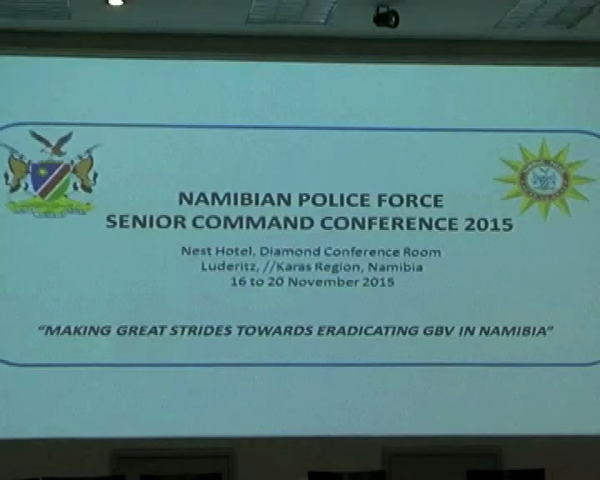 NAMIBIAN POLICE FORCE
SENIOR COMMAND CONFERENCE 2015
Nest Hotel, Diamond Conference Room
Luderitz, //Karas Region, Namibia
16 to 20 November 2015
“MAKING GREAT STRIDES TOWARDS ERADICATING GBV IN NAMIBIA”